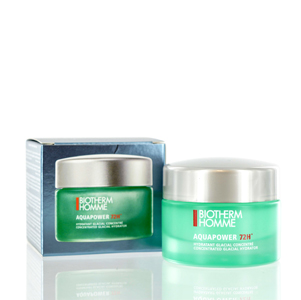 BIOTHERM
HOMME
AQUAPOWER 72H
HYDRATANT GLACIAL CONCENTRÉ
CONCENTRATED GLACIAL HYDRATOR
BIOTHERM
HOMME
AQUAPOWER 72H
HYDRATANT GLACIAL CONCENTRÉ
CONCENTRATED GLACIAL HYDRATOR